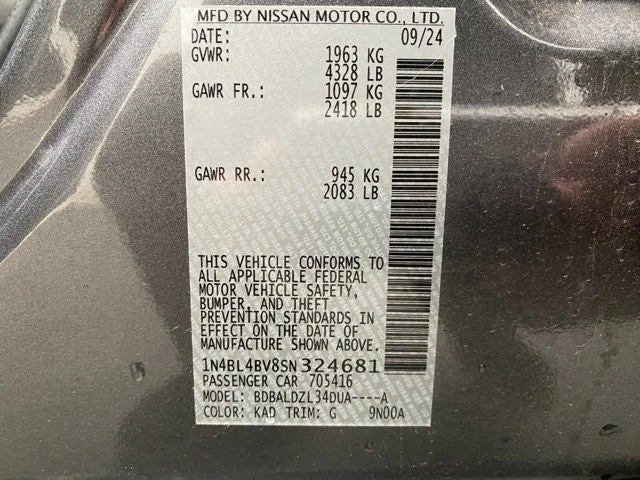 MFD BY NISSAN MOTOR CO., LTD.
DATE: 09/24
GVWR: 1963 KG
4328 LB
GAWR FR.: 1097 KG
2418 LB
GAWR RR.: 945 KG
2083 LB
THIS VEHICLE CONFORMS TO
ALL APPLICABLE FEDERAL
MOTOR VEHICLE SAFETY,
BUMPER, AND THEFT
PREVENTION STANDARDS IN
EFFECT ON THE DATE OF
MANUFACTURE SHOWN ABOVE.
1N4BL4BV8SN324681
PASSENGER CAR 705416
MODEL: BDBALDZL34DUA----A
COLOR: KAD TRIM: G 9N00A